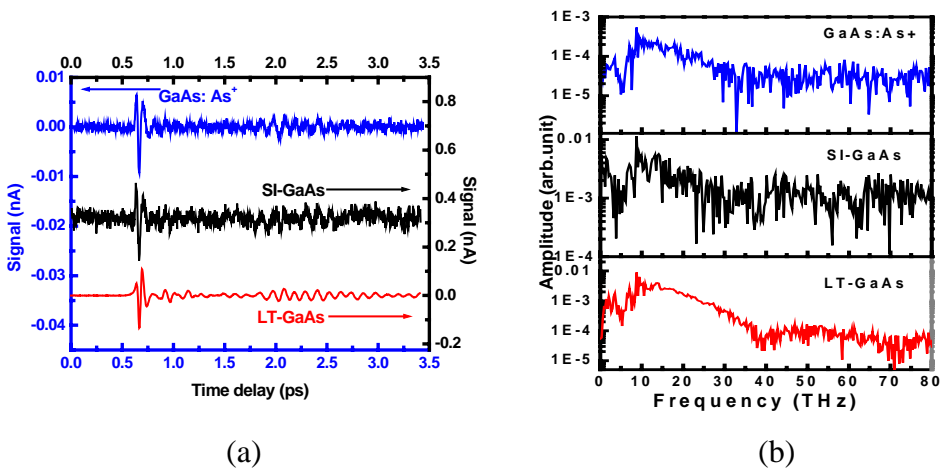 0.0 0.5 1.0 1.5 2.0 2.5 3.0 3.5
0.01
0.00
-0.01
-0.02
-0.03
-0.04
Signal (nA)
GaAs: As+
SI-GaAs
LT-GaAs
0.8
0.6
0.4
0.2
0.0
-0.2
Signal (nA)
0.0 0.5 1.0 1.5 2.0 2.5 3.0 3.5
Time delay (ps)
(a)
1E-3
1E-4
1E-5
GaAs:As+
0.01
1E-3
1E-4
SI-GaAs
0.01
1E-3
1E-4
1E-5
LT-GaAs
Amplitude (arb.unit)
0 10 20 30 40 50 60 70 80
Frequency (THz)
(b)